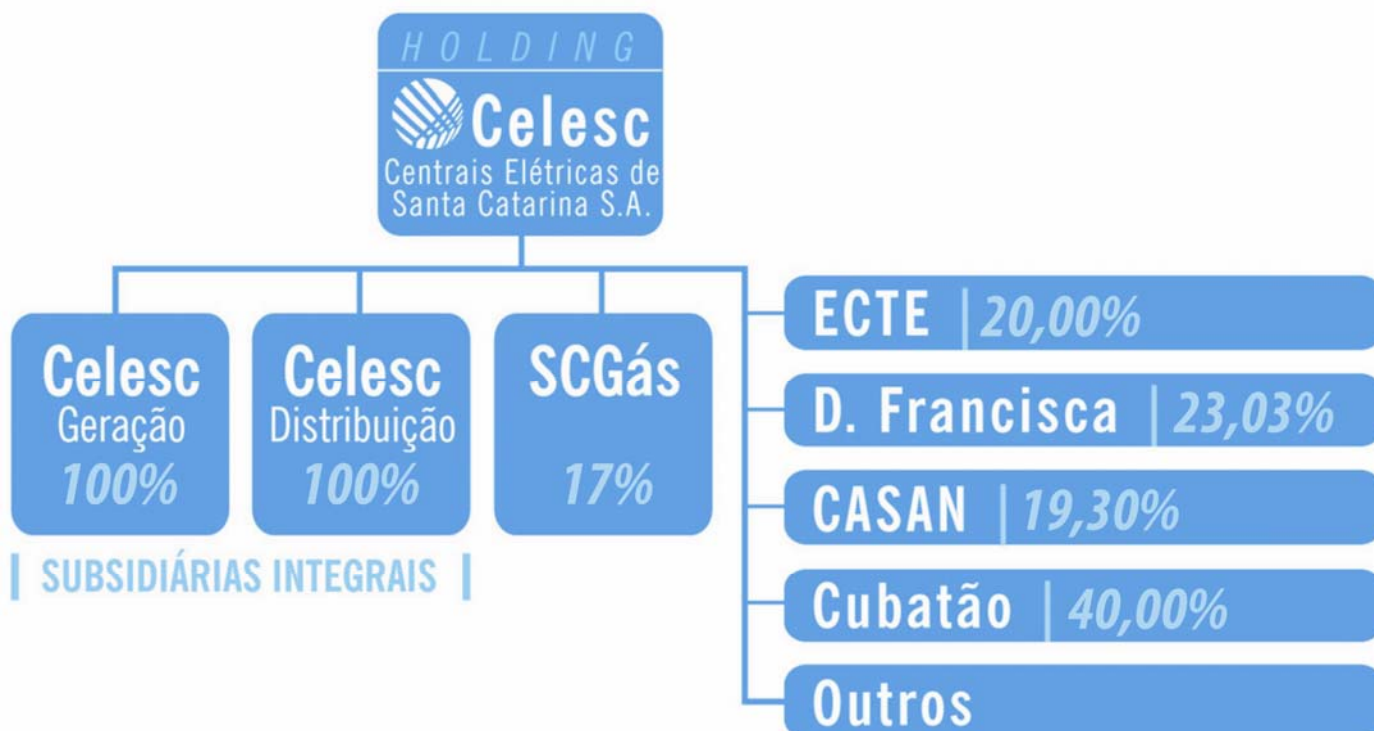 HOLDING
Celesc
Centrais Elétricas de
Santa Catarina S.A.
Celesc
Geração
100%
Celesc
Distribuição
100%
SCGás
17%
SUBSIDIÁRIAS INTEGRAIS
ECTE | 20,00%
D. Francisca | 23,03%
CASAN | 19,30%
Cubatão | 40,00%
Outros